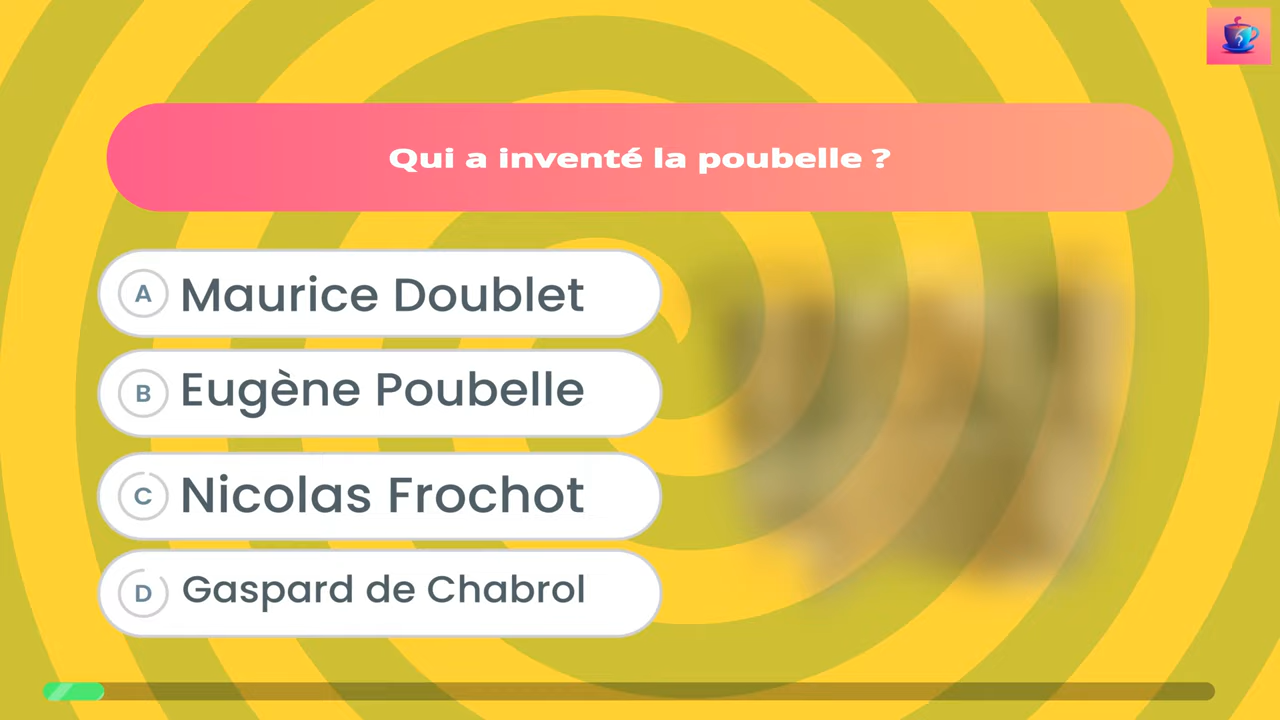 Qui a inventé la poubelle ?
A Maurice Doublet
B Eugène Poubelle
C Nicolas Frochot
D Gaspard de Chabrol